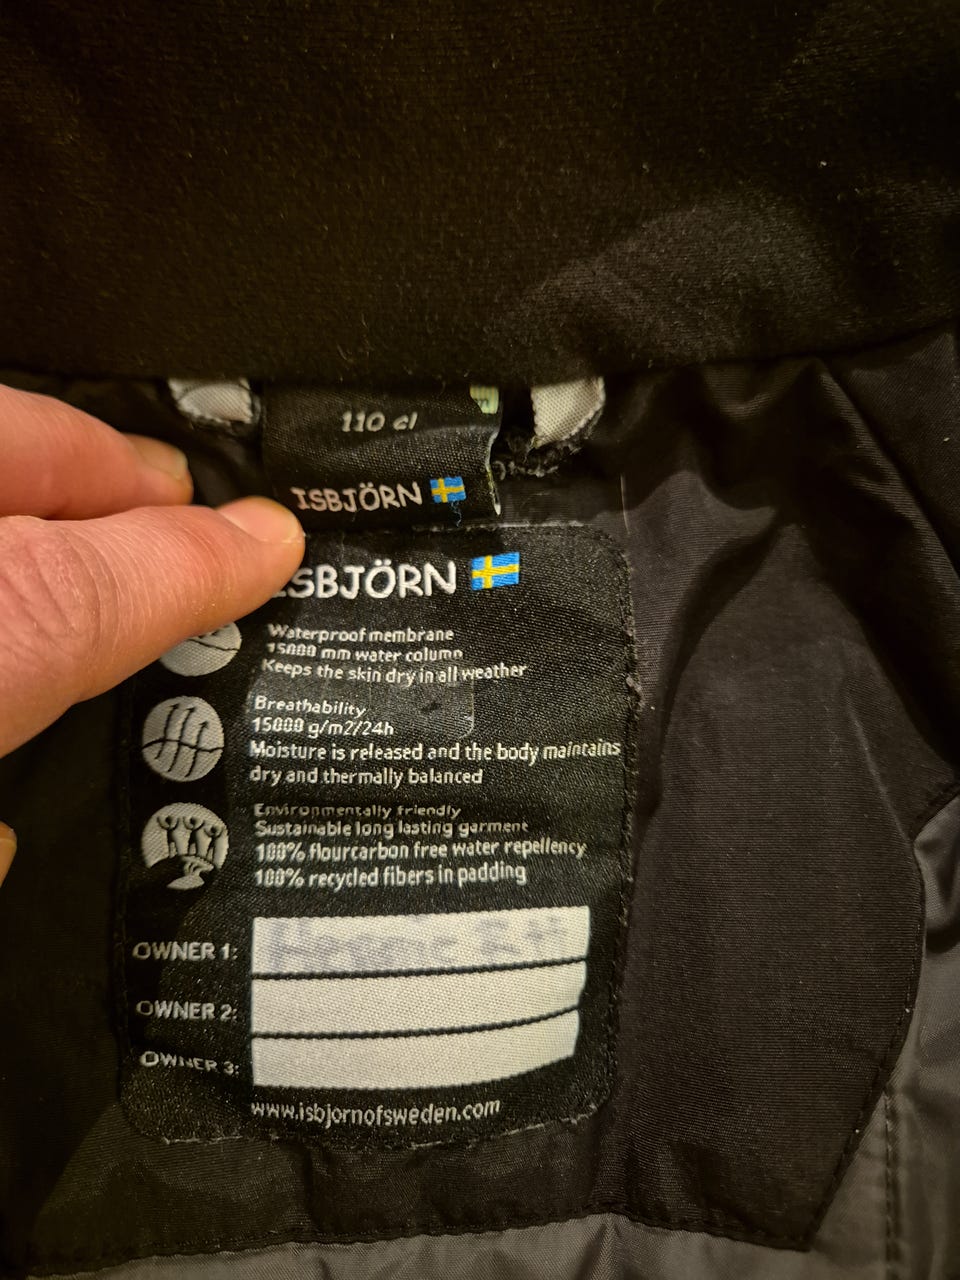 110 cl
ISBJÖRN
ISBJÖRN
Waterproof membrane
15000 mm water column
Keeps the skin dry in all weather
Breathability
15000 g/m2/24h
Moisture is released and the body maintains
dry and thermally balanced
Environmentally friendly
Sustainable long lasting garment
100% flourcarbon free water repellency
100% recycled fibers in padding
OWNER 1:
OWNER 2:
OWNER 3:
www.isbjornofsweden.com